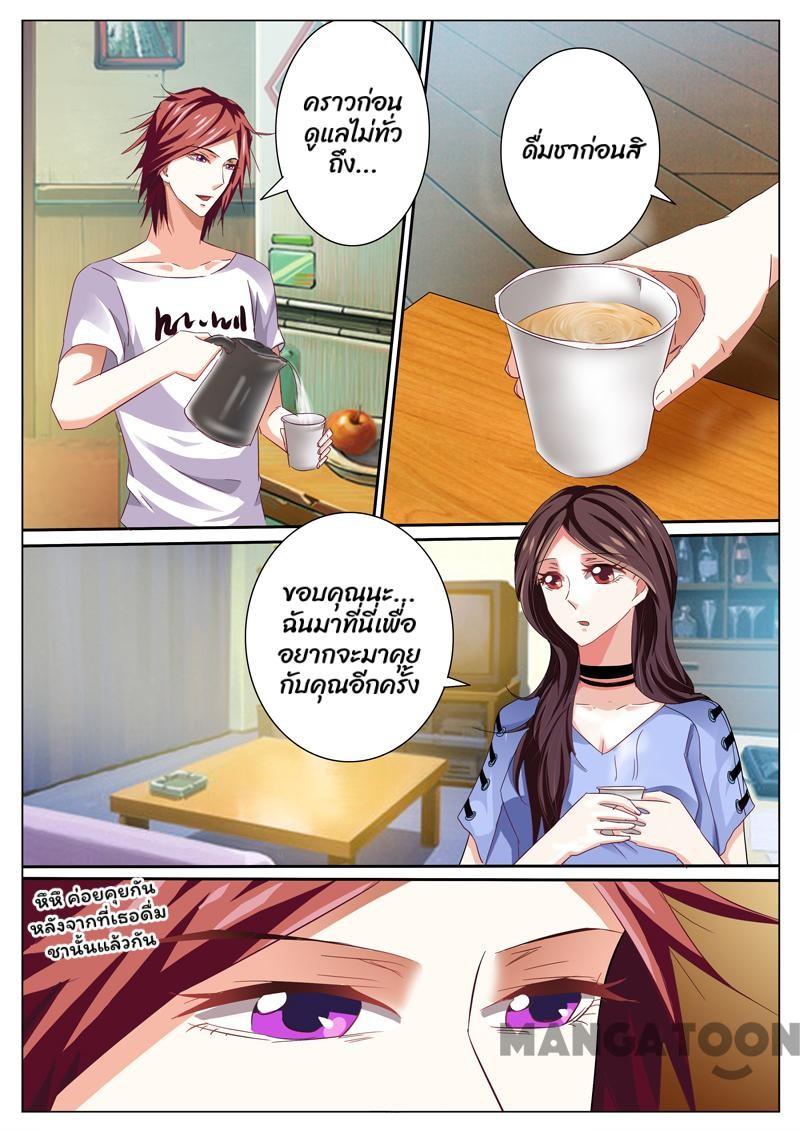 คราวก่อน
ดูแลไม่ทั่ว
ถึง...
ดื่มชาก่อนสิ
ขอบคุณนะ...
ฉันมาที่นี่เพื่อ
อยากจะมาคุย
กับคุณอีกครั้ง
หึหึ ค่อยคุยกัน
หลังจากที่เธอดื่ม
ชานั้นแล้วกัน
MANGATOON